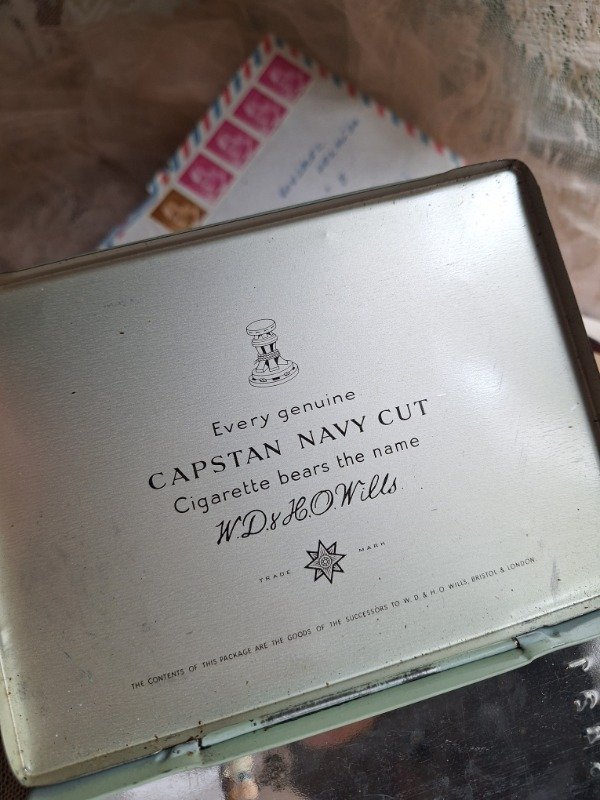 Every genuine
CAPSTAN NAVY CUT
Cigarette bears the name
W.D. & H.O. Wills.
TRADE MARK
THE CONTENTS OF THIS PACKAGE ARE THE GOODS OF THE SUCCESSORS TO W. D. & H. O WILLS, BRISTOL & LONDON.